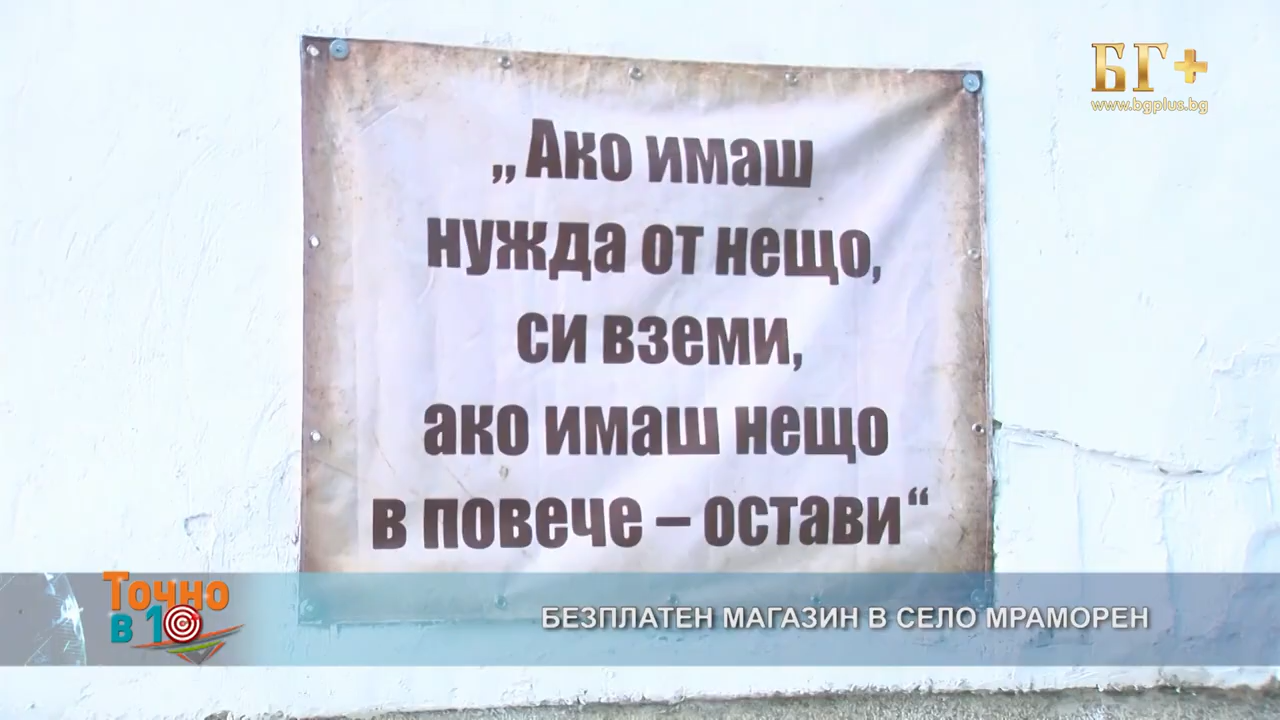 БГ+
www.bgplus.bg
„Ако имаш
нужда от нещо,
си вземи,
ако имаш нещо
в повече – остави“
Точно
в 10
БЕЗПЛАТЕН МАГАЗИН В СЕЛО МРАМОРЕН